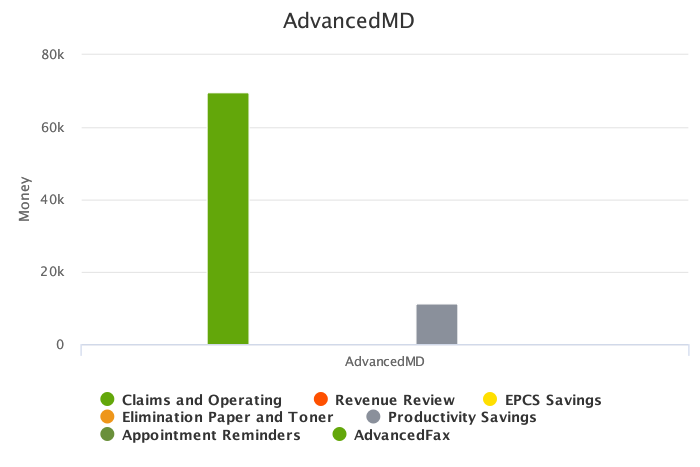 AdvancedMD
80k
60k
40k
20k
0
Money
AdvancedMD
Claims and Operating
Revenue Review
EPCS Savings
Elimination Paper and Toner
Productivity Savings
Appointment Reminders
AdvancedFax